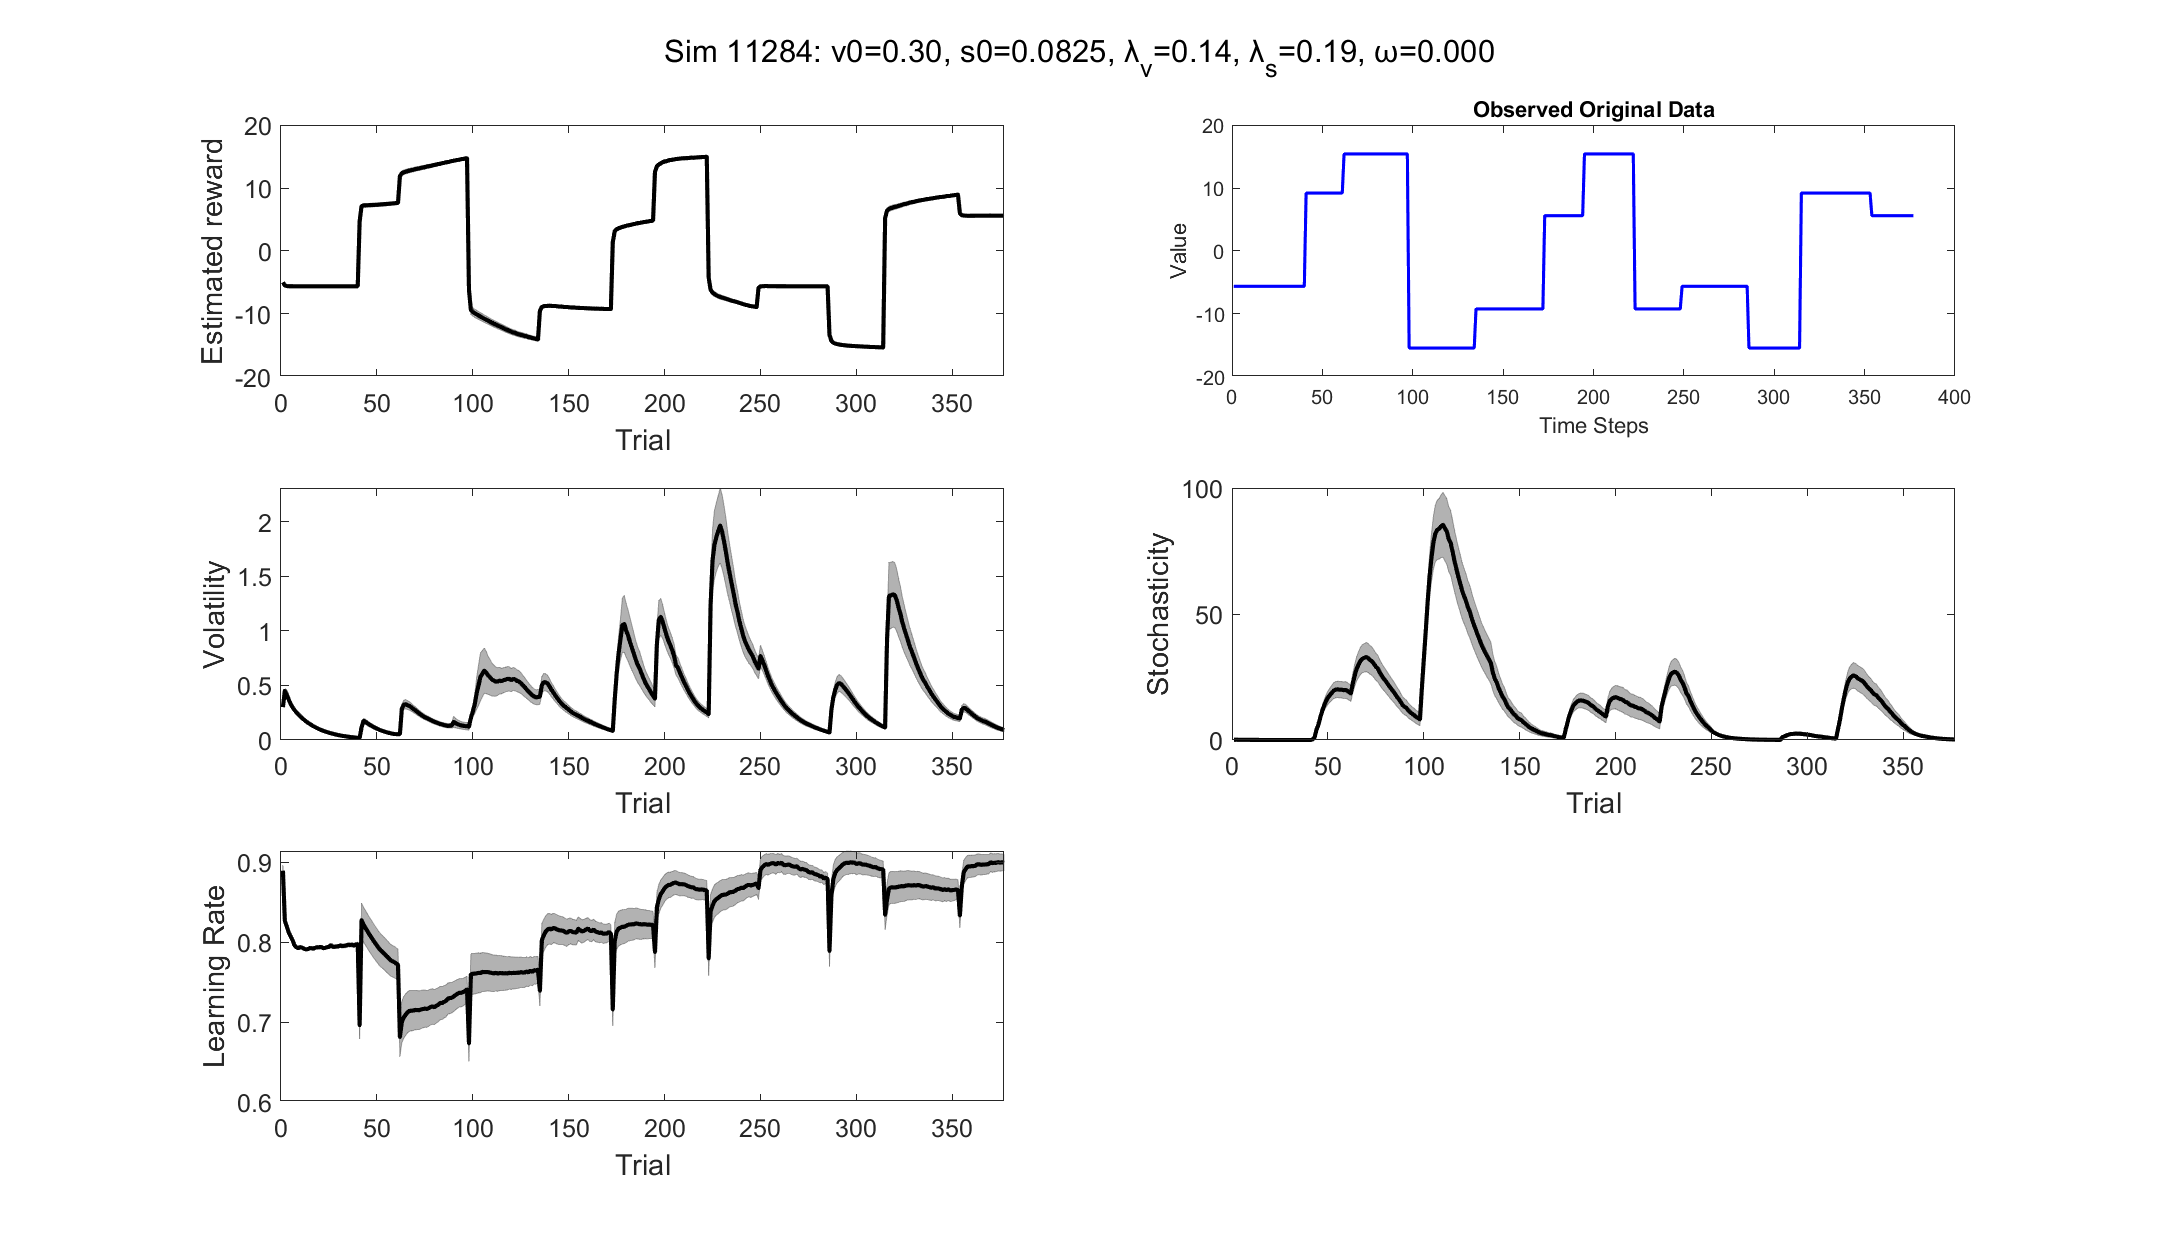 Sim 11284: v0=0.30, s0=0.0825, λv=0.14, λs=0.19, ω=0.000
Estimated reward
20
10
0
-10
-20
0 50 100 150 200 250 300 350
Trial
Observed Original Data
Value
20
10
0
-10
-20
0 50 100 150 200 250 300 350 400
Time Steps
Volatility
2
1.5
1
0.5
0
0 50 100 150 200 250 300 350
Trial
Stochasticity
100
50
0
0 50 100 150 200 250 300 350
Trial
Learning Rate
0.9
0.8
0.7
0.6
0 50 100 150 200 250 300 350
Trial